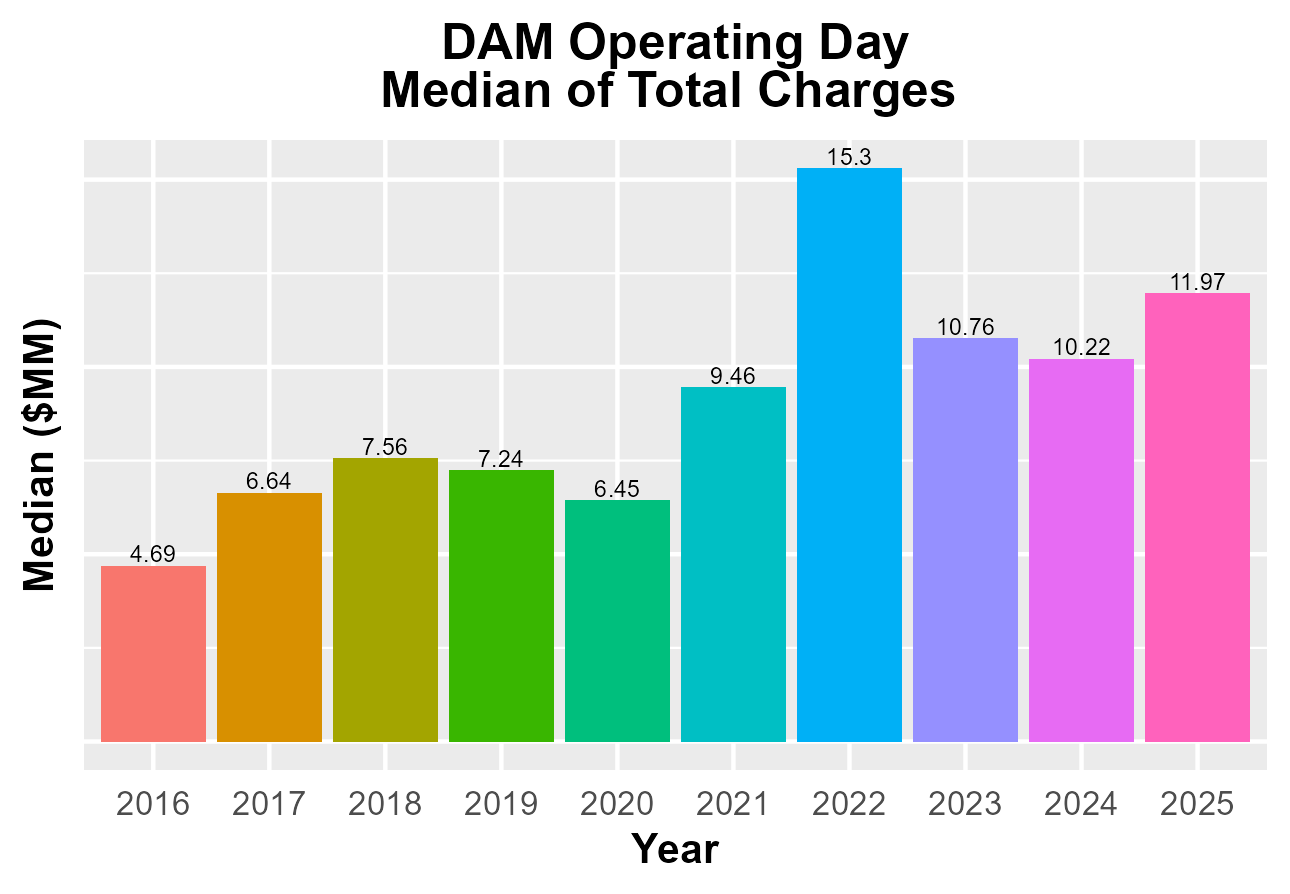 DAM Operating Day
Median of Total Charges
Median ($MM)
4.69
6.64
7.56
7.24
6.45
9.46
15.3
10.76
10.22
11.97
2016 2017 2018 2019 2020 2021 2022 2023 2024 2025
Year